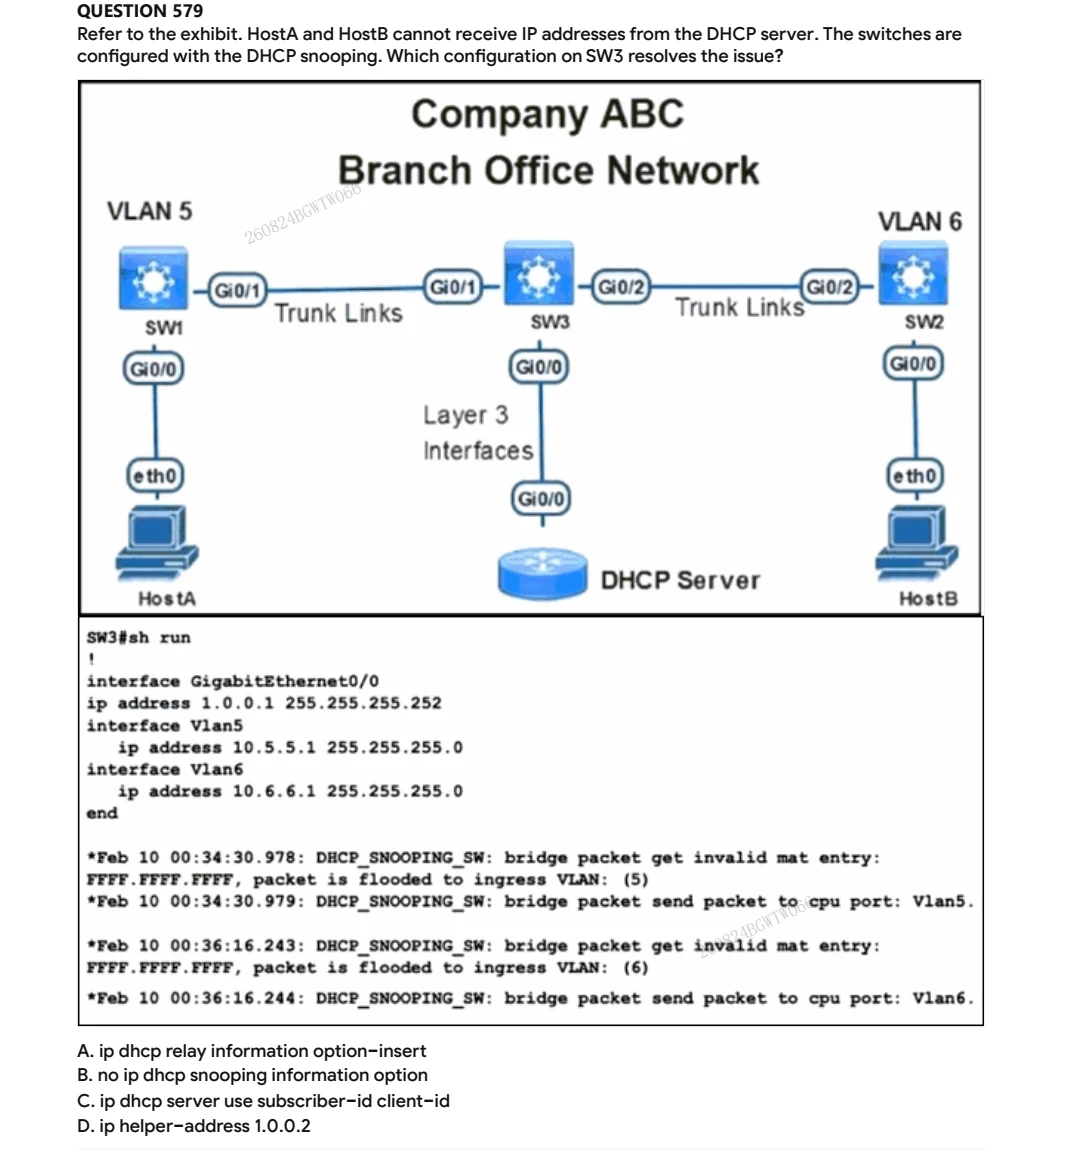 QUESTION 579
Refer to the exhibit. HostA and HostB cannot receive IP addresses from the DHCP server. The switches are
configured with the DHCP snooping. Which configuration on SW3 resolves the issue?
Company ABC
Branch Office Network
260824BGWTW066
VLAN 5
VLAN 6
Gi0/1
Gi0/1
Gi0/2
Gi0/2
Trunk Links
Trunk Links
SW1
SW3
SW2
Gi0/0
Gi0/0
Gi0/0
Layer 3
Interfaces
eth0
Gi0/0
eth0
DHCP Server
HostA
HostB
SW3#sh run
!
interface GigabitEthernet0/0
ip address 1.0.0.1 255.255.255.252
interface Vlan5
ip address 10.5.5.1 255.255.255.0
interface Vlan6
ip address 10.6.6.1 255.255.255.0
end
*Feb 10 00:34:30.978: DHCP_SNOOPING_SW: bridge packet get invalid mat entry:
FFFF.FFFF.FFFF, packet is flooded to ingress VLAN: (5)
*Feb 10 00:34:30.979: DHCP_SNOOPING_SW: bridge packet send packet to cpu port: Vlan5.
260824BGWTW066
*Feb 10 00:36:16.243: DHCP_SNOOPING_SW: bridge packet get invalid mat entry:
FFFF.FFFF.FFFF, packet is flooded to ingress VLAN: (6)
*Feb 10 00:36:16.244: DHCP_SNOOPING_SW: bridge packet send packet to cpu port: Vlan6.
A. ip dhcp relay information option-insert
B. no ip dhcp snooping information option
C. ip dhcp server use subscriber-id client-id
D. ip helper-address 1.0.0.2